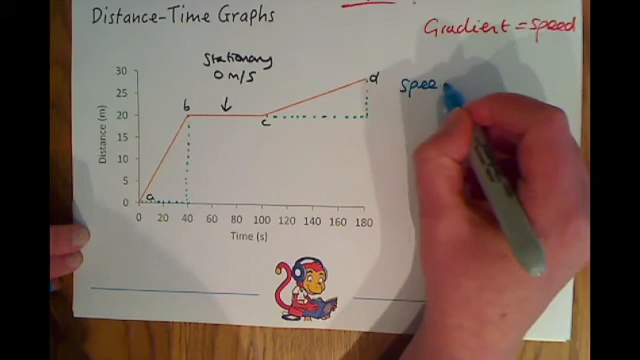 Distance-Time Graphs
Gradient = speed
Stationary
0 m/s
spee
Distance (m)
30
25
20
15
10
5
0
a
b
c
d
0 20 40 60 80 100 120 140 160 180
Time (s)